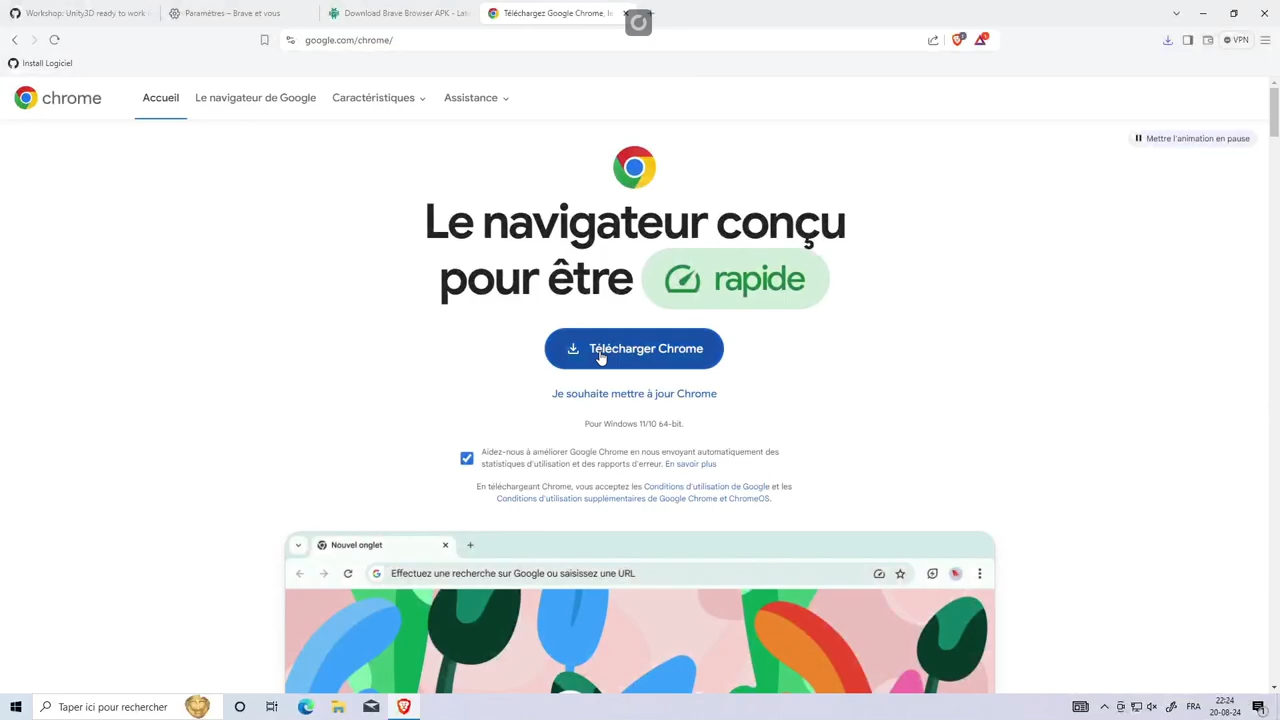 Workshop: Unity3D ready to work
Paramètres – Brave et vous
Download Brave Browser APK - Late
Téléchargez Google Chrome, le
google.com/chrome/
VPN
Install Logiciel
chrome
Accueil
Le navigateur de Google
Caractéristiques
Assistance
Mettre l'animation en pause
Le navigateur conçu
pour être rapide
Télécharger Chrome
Je souhaite mettre à jour Chrome
Pour Windows 11/10 64-bit.
Aidez-nous à améliorer Google Chrome en nous envoyant automatiquement des
statistiques d'utilisation et des rapports d'erreur. En savoir plus
En téléchargeant Chrome, vous acceptez les Conditions d'utilisation de Google et les
Conditions d'utilisation supplémentaires de Google Chrome et ChromeOS.
Nouvel onglet
Effectuez une recherche sur Google ou saisissez une URL
Taper ici pour rechercher
FRA
22:24
20-08-24